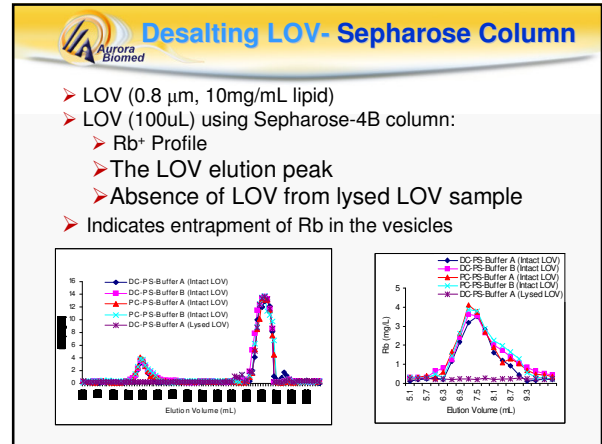 Aurora
Biomed
Desalting LOV- Sepharose Column
➢ LOV (0.8 µm, 10mg/mL lipid)
➢ LOV (100uL) using Sepharose-4B column:
➢ Rb⁺ Profile
➢ The LOV elution peak
➢ Absence of LOV from lysed LOV sample
➢ Indicates entrapment of Rb in the vesicles
DC-PS-Buffer A (Intact LOV)
DC-PS-Buffer B (Intact LOV)
PC-PS-Buffer A (Intact LOV)
PC-PS-Buffer B (Intact LOV)
DC-PS-Buffer A (Lysed LOV)
16
14
12
10
8
6
4
2
0
Elution Volume (mL)
DC-PS-Buffer A (Intact LOV)
DC-PS-Buffer B (Intact LOV)
PC-PS-Buffer A (Intact LOV)
PC-PS-Buffer B (Intact LOV)
DC-PS-Buffer A (Lysed LOV)
Rb (mg/L)
5
4
3
2
1
0
5.1 5.7 6.3 6.9 7.5 8.1 8.7 9.3
Elution Volume (mL)